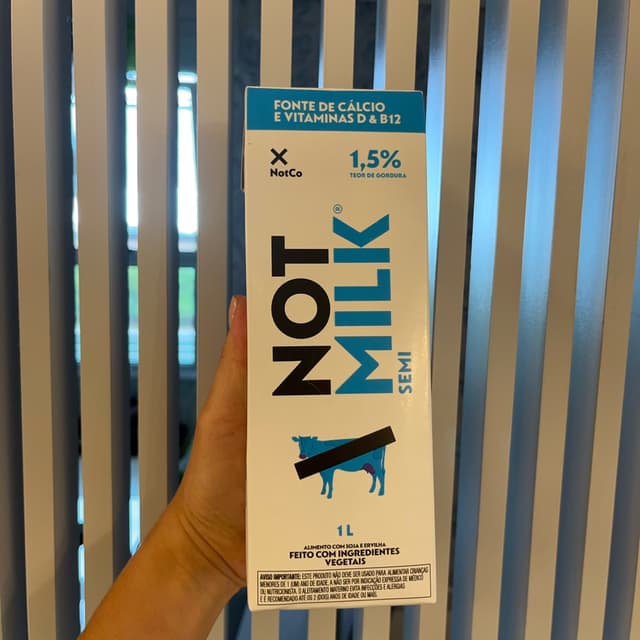 FONTE DE CÁLCIO
E VITAMINAS D & B12
NotCo
1,5%
TEOR DE GORDURA
NOT
MILK®
SEMI
1 L
ALIMENTO COM SOJA E ERVILHA
FEITO COM INGREDIENTES
VEGETAIS
AVISO IMPORTANTE: ESTE PRODUTO NÃO DEVE SER USADO PARA ALIMENTAR CRIANÇAS
MENORES DE 1 (UM) ANO DE IDADE, A NÃO SER POR INDICAÇÃO EXPRESSA DE MÉDICO
OU NUTRICIONISTA. O ALEITAMENTO MATERNO EVITA INFECÇÕES E ALERGIAS
E É RECOMENDADO ATÉ OS 2 (DOIS) ANOS DE IDADE OU MAIS.